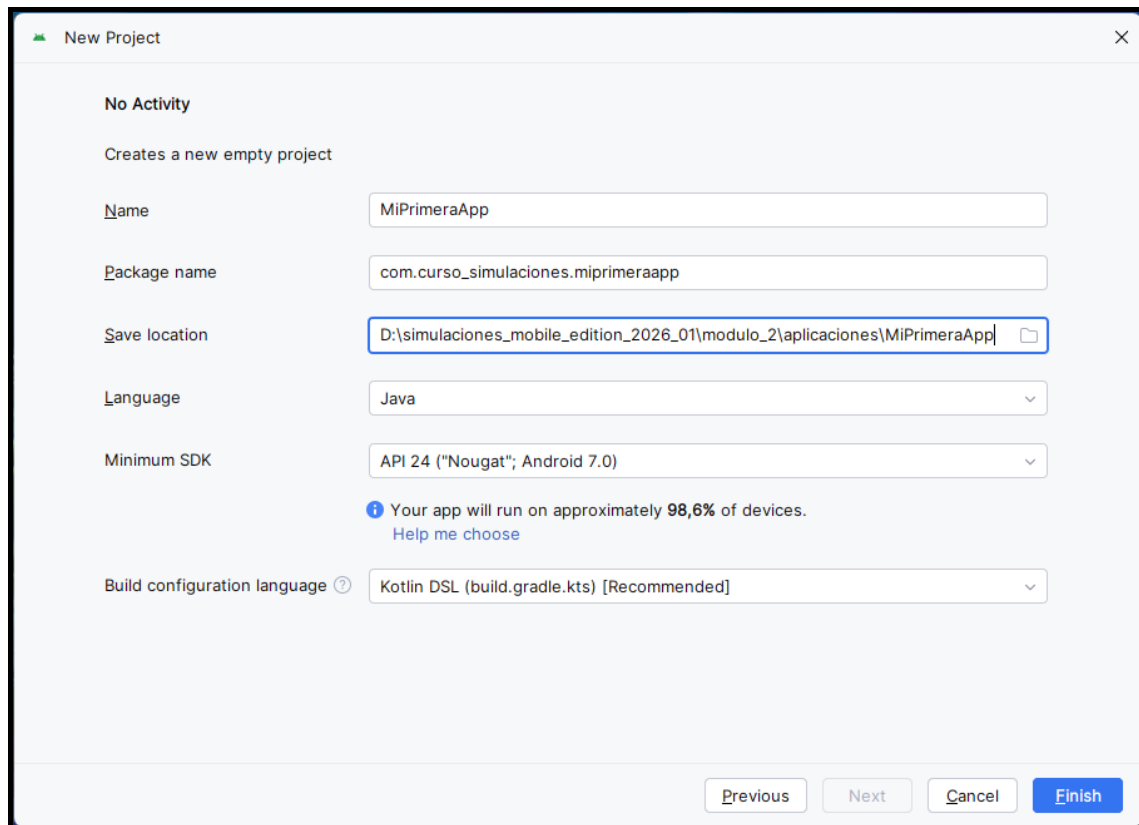 New Project
No Activity
Creates a new empty project
Name
MiPrimeraApp
Package name
com.curso_simulaciones.miprimeraapp
Save location
D:\simulaciones_mobile_edition_2026_01\modulo_2\aplicaciones\MiPrimeraApp
Language
Java
Minimum SDK
API 24 ("Nougat"; Android 7.0)
Your app will run on approximately 98,6% of devices.
Help me choose
Build configuration language ?
Kotlin DSL (build.gradle.kts) [Recommended]
Previous
Next
Cancel
Finish